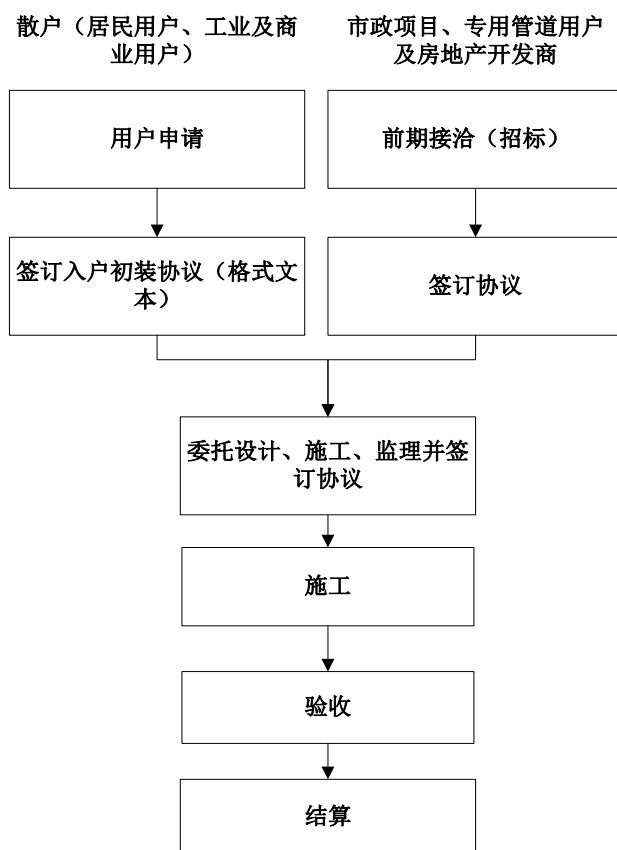 散户（居民用户、工业及商
业用户）
市政项目、专用管道用户
及房地产开发商
用户申请
前期接洽（招标）
签订入户初装协议（格式文
本）
签订协议
委托设计、施工、监理并签
订协议
施工
验收
结算